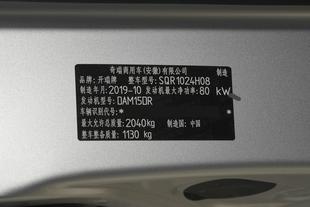 奇瑞商用车(安徽)有限公司 制造
品牌:开瑞牌 整车型号:SQR1024H08
制造年月:2019-10 发动机最大净功率:80 kW
发动机型号:DAM15DR
车辆识别代号:*
最大允许总质量:2040kg 制造国:中国
整车整备质量:1130 kg